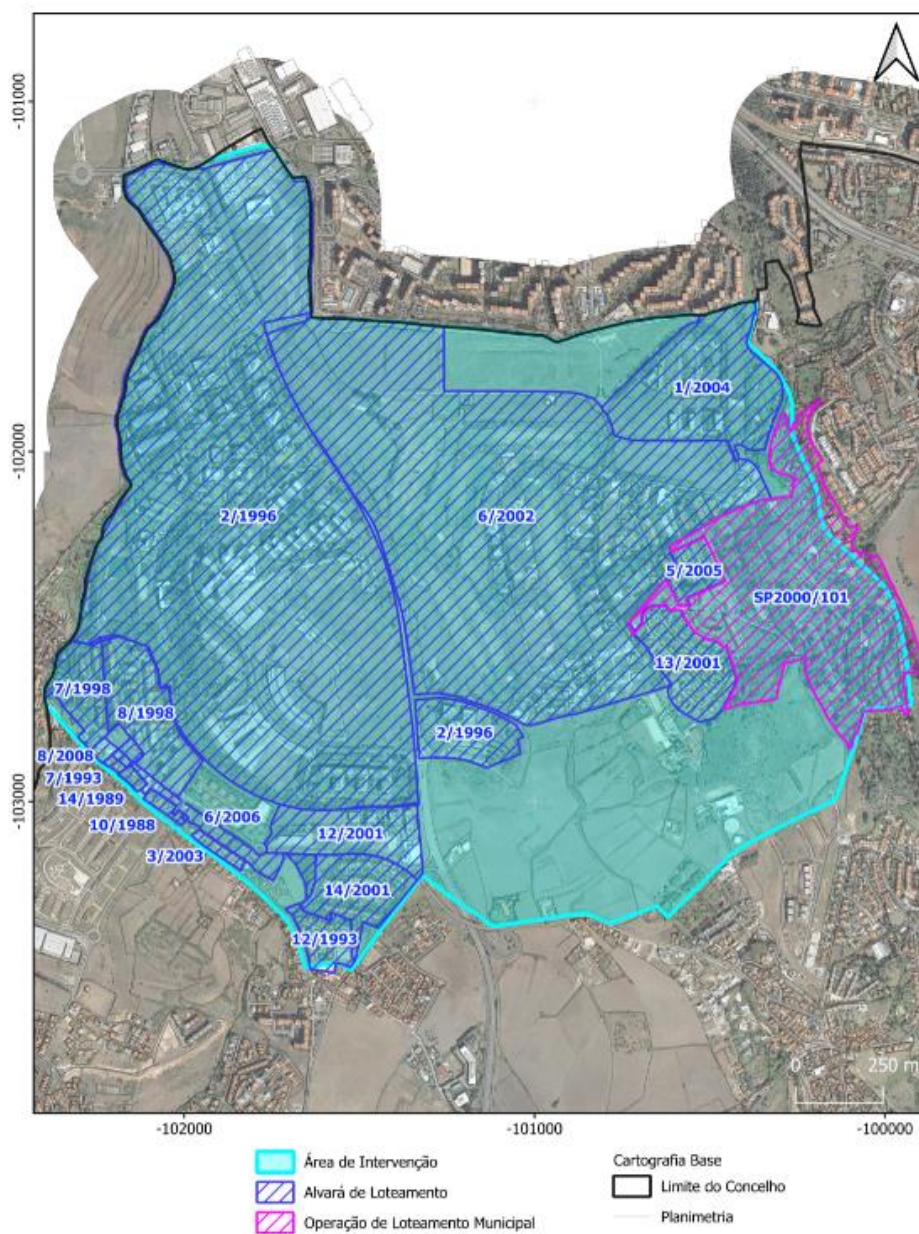 -101000
-102000
-103000
1/2004
2/1996
6/2002
5/2005
SP2000/101
13/2001
7/1998
8/1998
2/1996
8/2008
7/1993
14/1989
6/2006
10/1988
12/2001
3/2003
14/2001
12/1993
0 250 m
-102000 -101000 -100000
Área de Intervenção
Alvará de Loteamento
Operação de Loteamento Municipal
Cartografia Base
Limite do Concelho
Planimetria